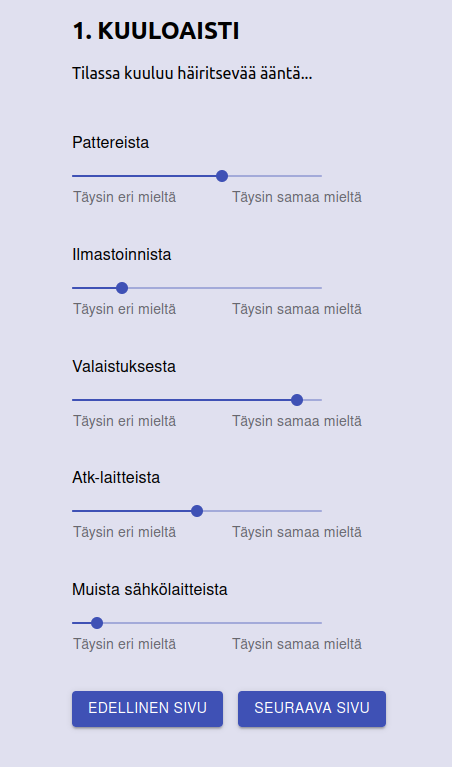 1. KUULOAISTI
Tilassa kuuluu häiritsevää ääntä...
Pattereista
Täysin eri mieltä Täysin samaa mieltä
Ilmastoinnista
Täysin eri mieltä Täysin samaa mieltä
Valaistuksesta
Täysin eri mieltä Täysin samaa mieltä
Atk-laitteista
Täysin eri mieltä Täysin samaa mieltä
Muista sähkölaitteista
Täysin eri mieltä Täysin samaa mieltä
EDELLINEN SIVU SEURAAVA SIVU